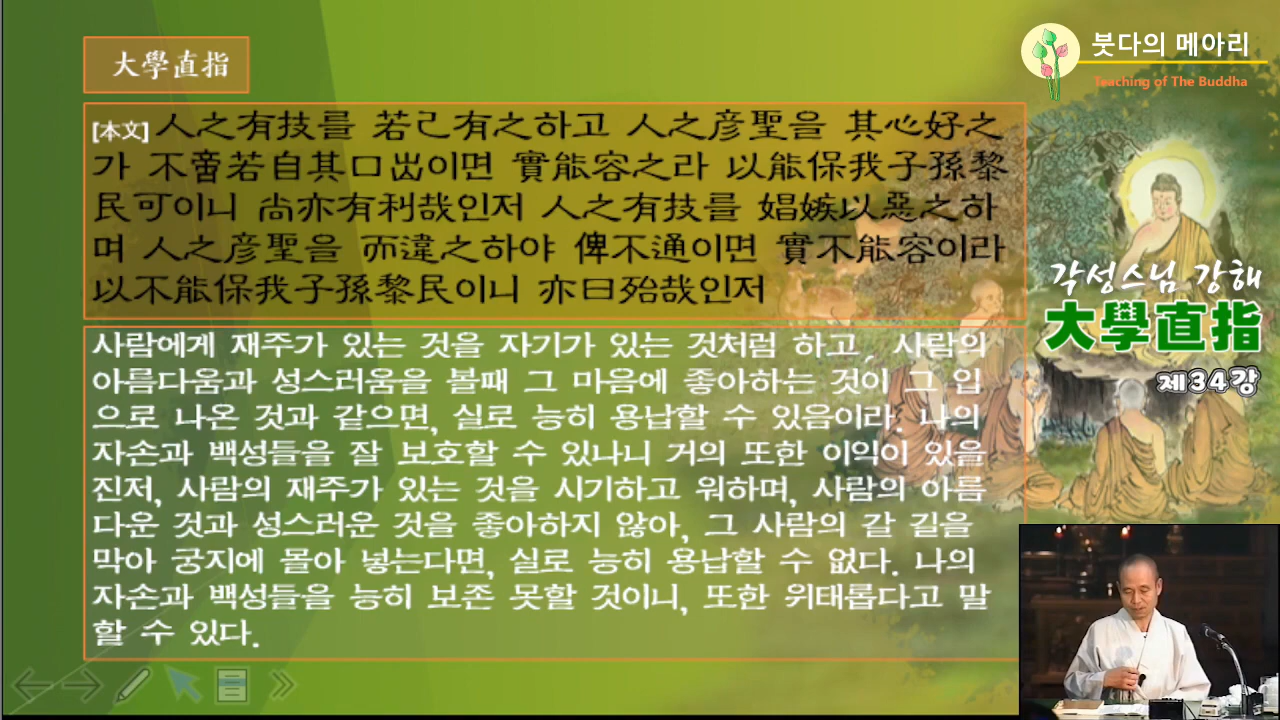 大學直指
[本文] 人之有技를 若己有之하고 人之彦聖을 其心好之
가 不啻若自其口出이면 實能容之라 以能保我子孫黎
民可이니 尚亦有利哉인저 人之有技를 娼嫉以惡之하
며 人之彦聖을 而違之하야 俾不通이면 實不能容이라
以不能保我子孫黎民이니 亦曰殆哉인저
사람에게 재주가 있는 것을 자기가 있는 것처럼 하고, 사람의
아름다움과 성스러움을 볼때 그 마음에 좋아하는 것이 그 입
으로 나온 것과 같으면, 실로 능히 용납할 수 있음이라. 나의
자손과 백성들을 잘 보호할 수 있나니 거의 또한 이익이 있을
진저, 사람의 재주가 있는 것을 시기하고 워하며, 사람의 아름
다운 것과 성스러운 것을 좋아하지 않아, 그 사람의 갈 길을
막아 궁지에 몰아 넣는다면, 실로 능히 용납할 수 없다. 나의
자손과 백성들을 능히 보존 못할 것이니, 또한 위태롭다고 말
할 수 있다.
붓다의 메아리
Teaching of The Buddha
각성스님 강해
大學直指
제34강